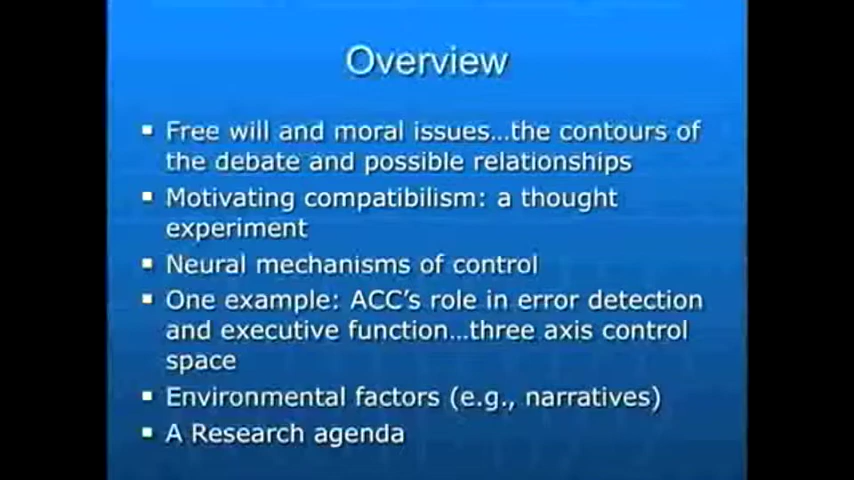 Overview
Free will and moral issues...the contours of
the debate and possible relationships
Motivating compatibilism: a thought
experiment
Neural mechanisms of control
One example: ACC's role in error detection
and executive function...three axis control
space
Environmental factors (e.g., narratives)
A Research agenda